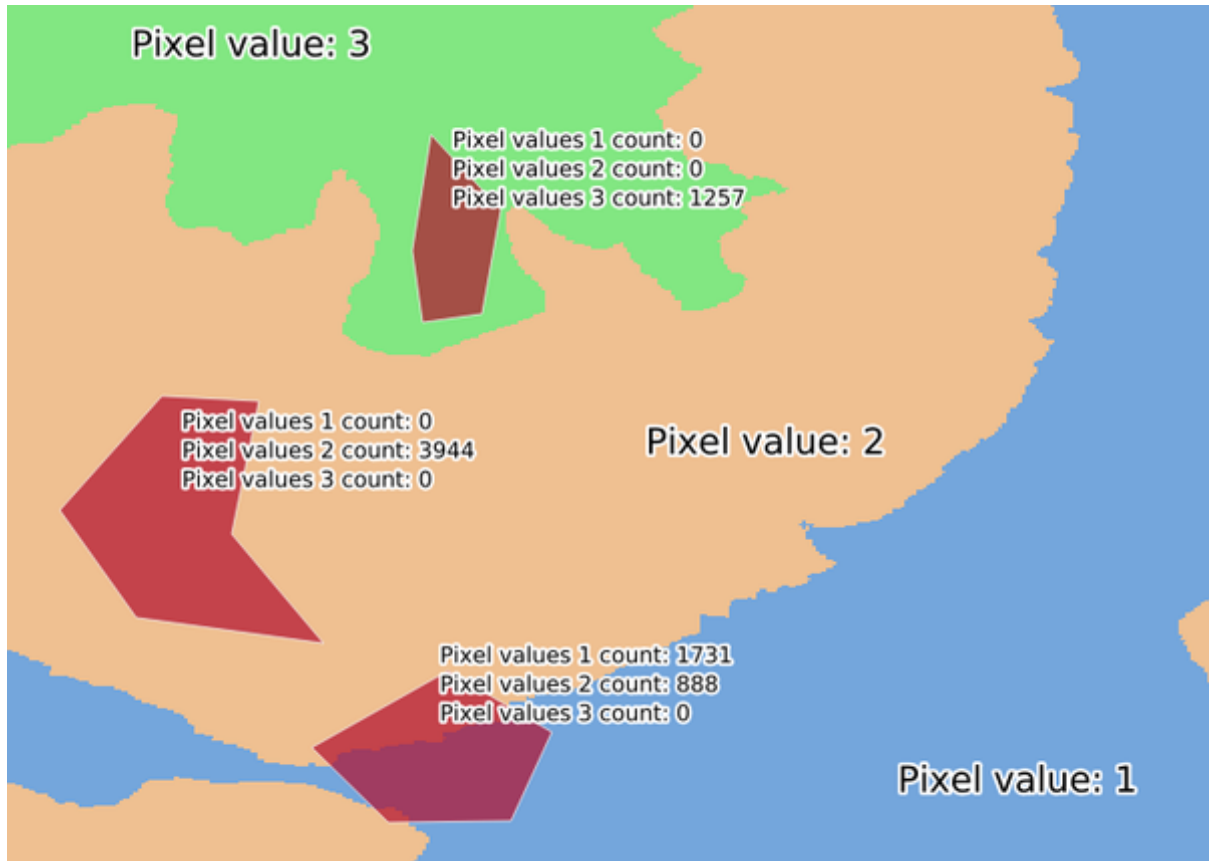 Pixel value: 3
Pixel values 1 count: 0
Pixel values 2 count: 0
Pixel values 3 count: 1257
Pixel values 1 count: 0
Pixel values 2 count: 3944
Pixel values 3 count: 0
Pixel value: 2
Pixel values 1 count: 1731
Pixel values 2 count: 888
Pixel values 3 count: 0
Pixel value: 1